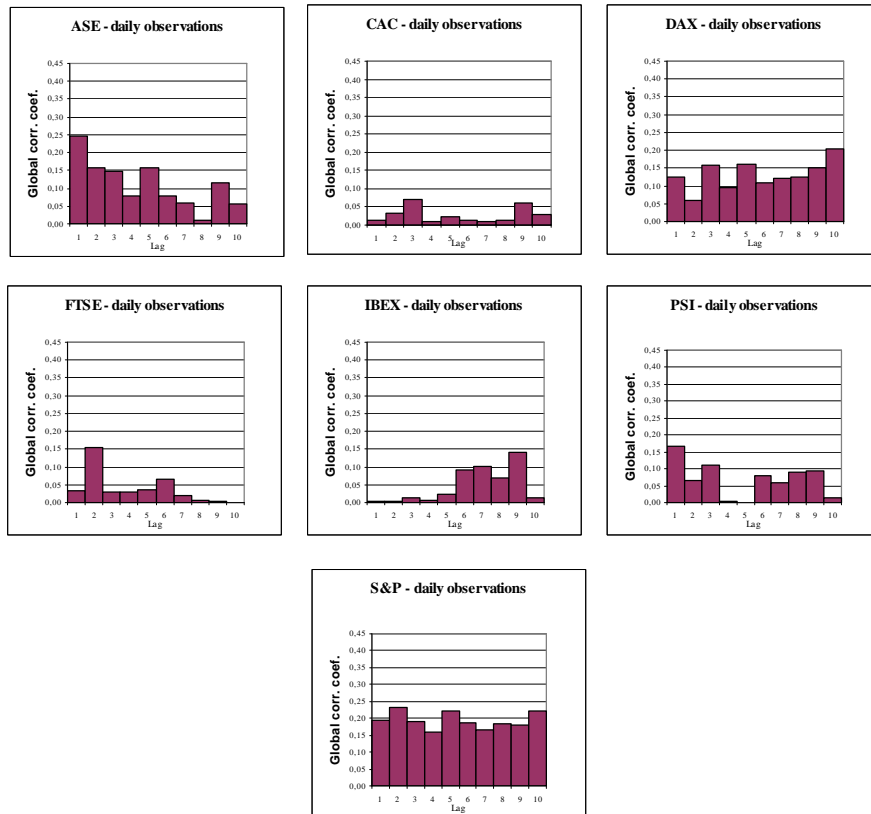 ASE - daily observations
Global corr. coef.
0,45
0,40
0,35
0,30
0,25
0,20
0,15
0,10
0,05
0,00
1 2 3 4 5 6 7 8 9 10
Lag
CAC - daily observations
Global corr. coef.
0,45
0,40
0,35
0,30
0,25
0,20
0,15
0,10
0,05
0,00
1 2 3 4 5 6 7 8 9 10
Lag
DAX - daily observations
Global corr. coef.
0,45
0,40
0,35
0,30
0,25
0,20
0,15
0,10
0,05
0,00
1 2 3 4 5 6 7 8 9 10
Lag
FTSE - daily observations
Global corr. coef.
0,45
0,40
0,35
0,30
0,25
0,20
0,15
0,10
0,05
0,00
1 2 3 4 5 6 7 8 9 10
Lag
IBEX - daily observations
Global corr. coef.
0,45
0,40
0,35
0,30
0,25
0,20
0,15
0,10
0,05
0,00
1 2 3 4 5 6 7 8 9 10
Lag
PSI - daily observations
Global corr. coef.
0,45
0,40
0,35
0,30
0,25
0,20
0,15
0,10
0,05
0,00
1 2 3 4 5 6 7 8 9 10
Lag
S&P - daily observations
Global corr. coef.
0,45
0,40
0,35
0,30
0,25
0,20
0,15
0,10
0,05
0,00
1 2 3 4 5 6 7 8 9 10
Lag